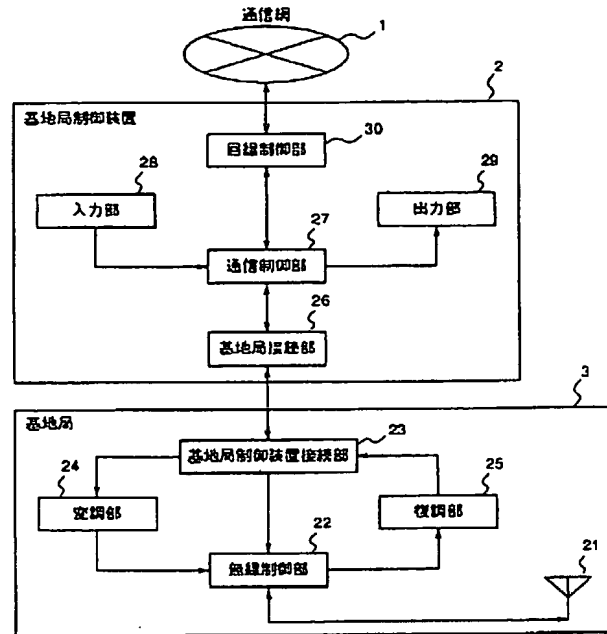 通信網
1
2
基地局制御装置
回線制御部
30
28
入力部
29
出力部
27
通信制御部
26
基地局接続部
3
基地局
23
基地局制御装置接続部
24
変調部
25
復調部
22
無線制御部
21